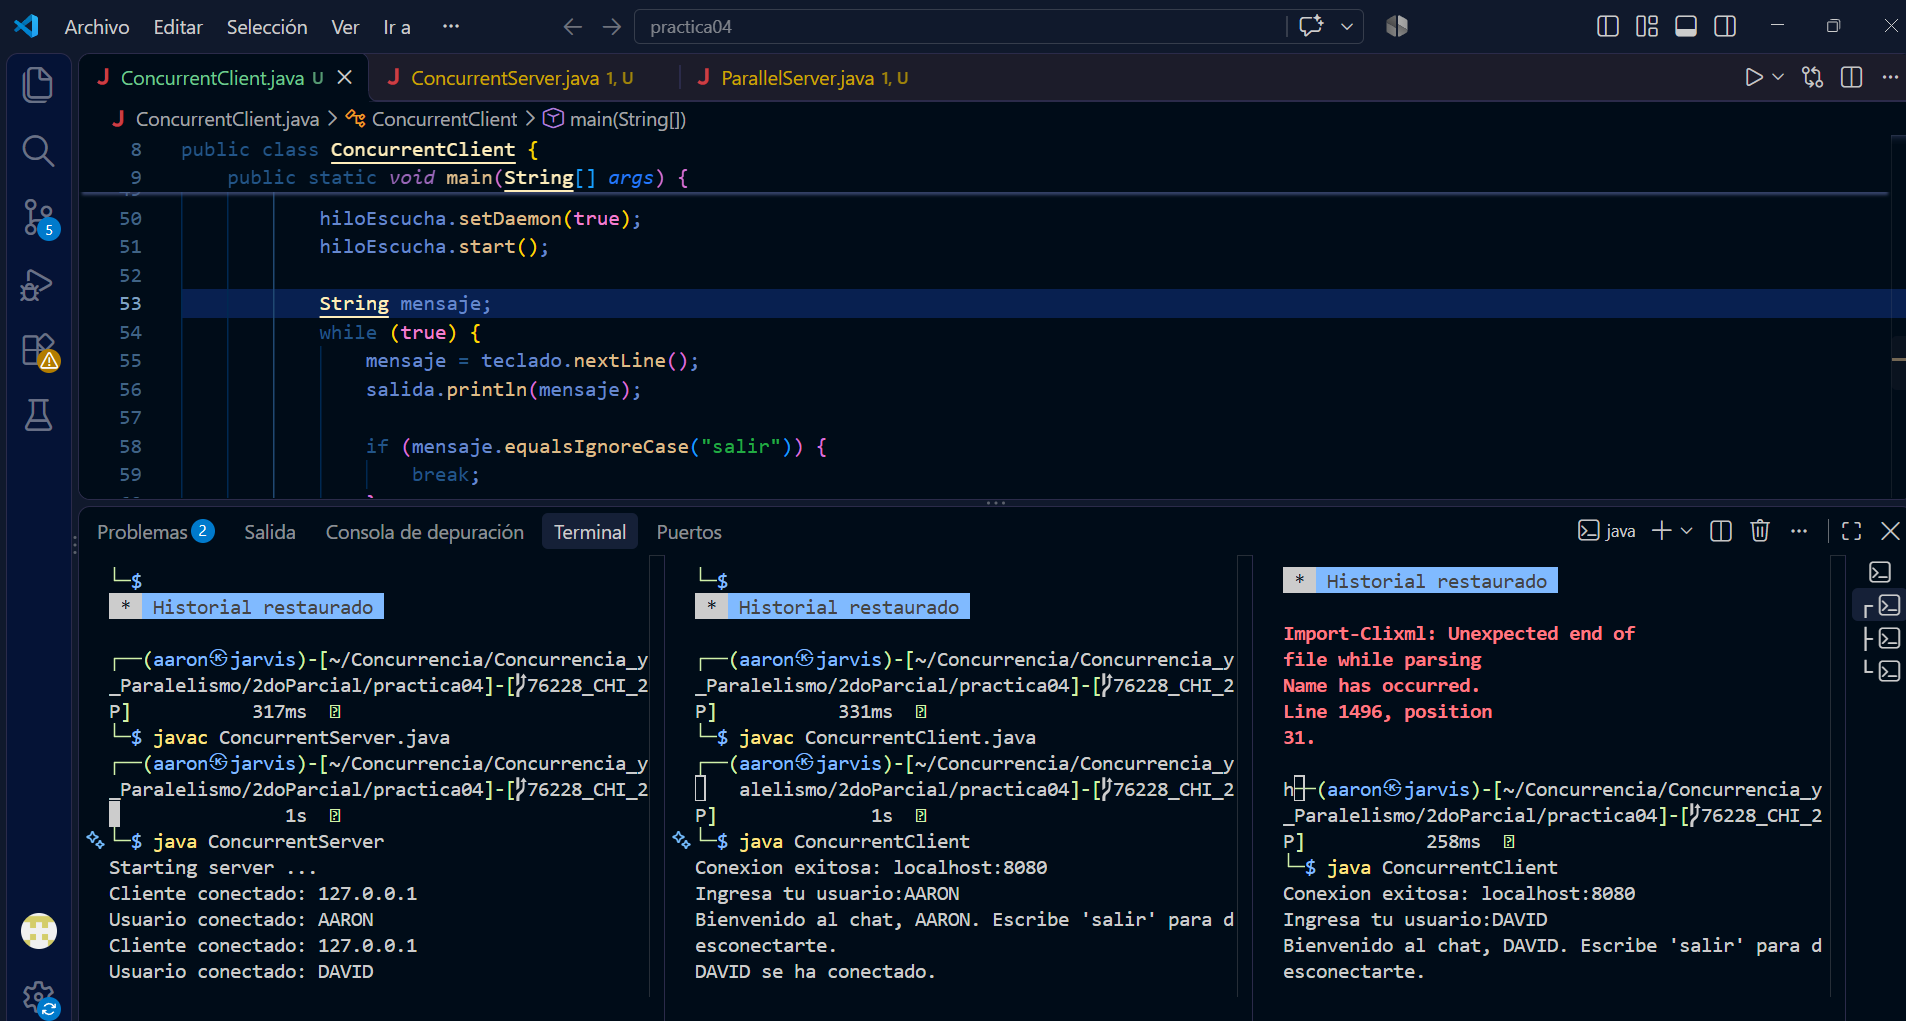 Archivo Editar Selección Ver Ir a ···
practica04
J ConcurrentClient.java U
J ConcurrentServer.java 1, U
J ParallelServer.java 1, U
J ConcurrentClient.java > ConcurrentClient > main(String[])
8 public class ConcurrentClient {
9 public static void main(String[] args) {
50 hiloEscucha.setDaemon(true);
51 hiloEscucha.start();
52
53 String mensaje;
54 while (true) {
55 mensaje = teclado.nextLine();
56 salida.println(mensaje);
57
58 if (mensaje.equalsIgnoreCase("salir")) {
59 break;
5
Problemas 2 Salida Consola de depuración Terminal Puertos
java
└─$
* Historial restaurado
┌──(aaron㉿jarvis)-[~/Concurrencia/Concurrencia_y
_Paralelismo/2doParcial/practica04]-[76228_CHI_2
P] 317ms
└─$ javac ConcurrentServer.java
┌──(aaron㉿jarvis)-[~/Concurrencia/Concurrencia_y
_Paralelismo/2doParcial/practica04]-[76228_CHI_2
1s
└─$ java ConcurrentServer
Starting server ...
Cliente conectado: 127.0.0.1
Usuario conectado: AARON
Cliente conectado: 127.0.0.1
Usuario conectado: DAVID
└─$
* Historial restaurado
┌──(aaron㉿jarvis)-[~/Concurrencia/Concurrencia_y
_Paralelismo/2doParcial/practica04]-[76228_CHI_2
P] 331ms
└─$ javac ConcurrentClient.java
┌──(aaron㉿jarvis)-[~/Concurrencia/Concurrencia_y
alelismo/2doParcial/practica04]-[76228_CHI_2
P] 1s
└─$ java ConcurrentClient
Conexion exitosa: localhost:8080
Ingresa tu usuario:AARON
Bienvenido al chat, AARON. Escribe 'salir' para d
esconectarte.
DAVID se ha conectado.
* Historial restaurado
Import-Clixml: Unexpected end of
file while parsing
Name has occurred.
Line 1496, position
31.
h─(aaron㉿jarvis)-[~/Concurrencia/Concurrencia_y
_Paralelismo/2doParcial/practica04]-[76228_CHI_2
P] 258ms
└─$ java ConcurrentClient
Conexion exitosa: localhost:8080
Ingresa tu usuario:DAVID
Bienvenido al chat, DAVID. Escribe 'salir' para d
esconectarte.